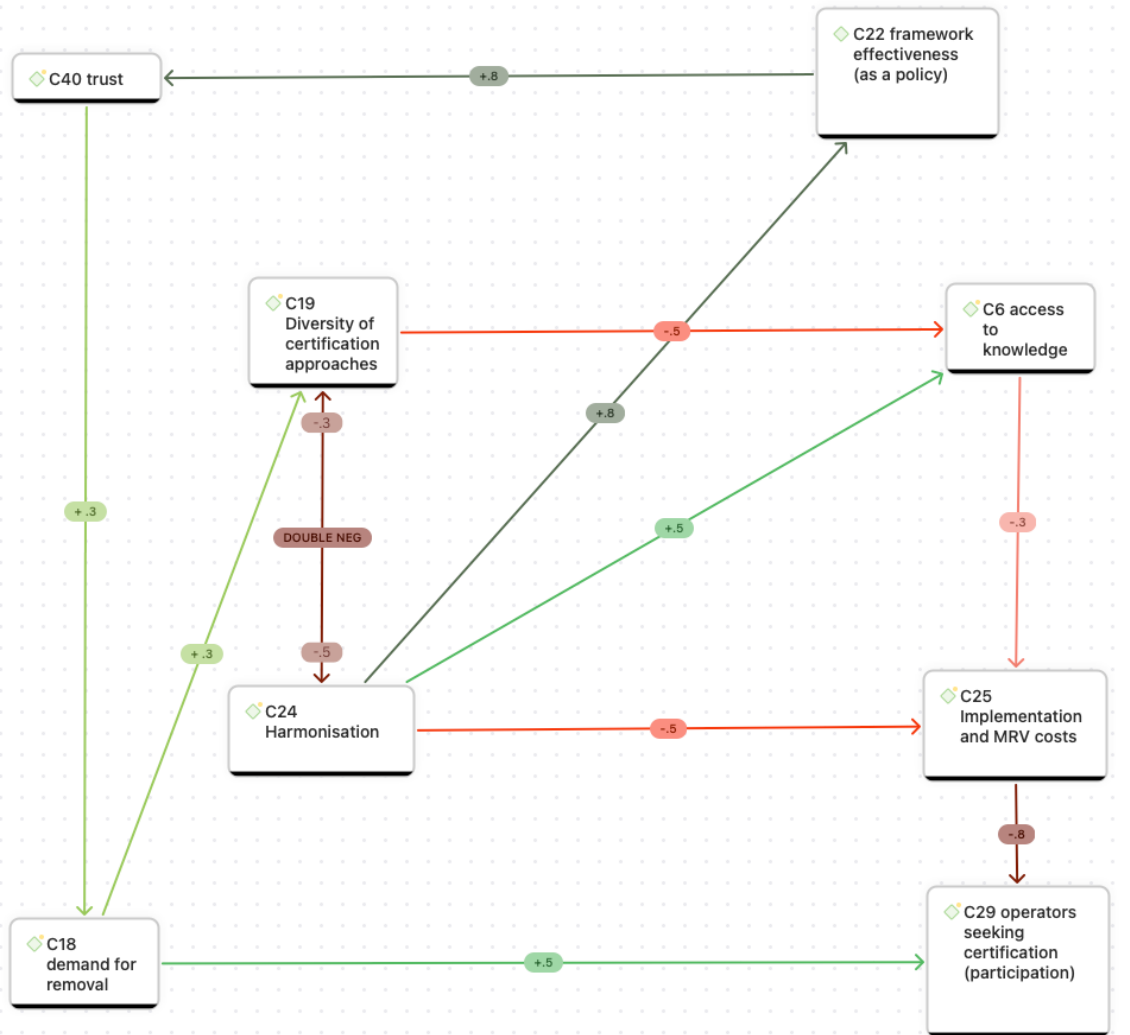 C22 framework
effectiveness
(as a policy)
C40 trust
+.8
C19
Diversity of
certification
approaches
C6 access
to
knowledge
-.5
+.8
-.3
+ .3
+.5
-.3
DOUBLE NEG
+ .3
-.5
C24
Harmonisation
-.5
C25
Implementation
and MRV costs
-.8
C18
demand for
removal
+.5
C29 operators
seeking
certification
(participation)